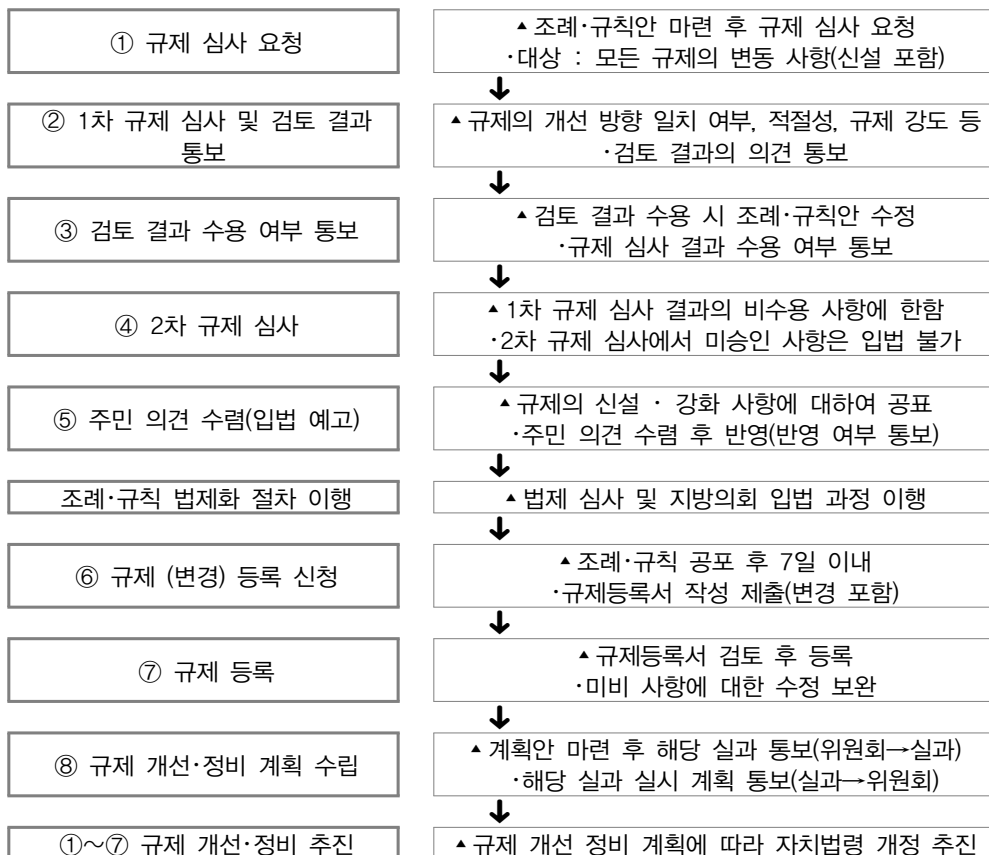 ① 규제 심사 요청
▲ 조례·규칙안 마련 후 규제 심사 요청
·대상 : 모든 규제의 변동 사항(신설 포함)
② 1차 규제 심사 및 검토 결과
통보
▲ 규제의 개선 방향 일치 여부, 적절성, 규제 강도 등
·검토 결과의 의견 통보
③ 검토 결과 수용 여부 통보
▲ 검토 결과 수용 시 조례·규칙안 수정
·규제 심사 결과 수용 여부 통보
④ 2차 규제 심사
▲ 1차 규제 심사 결과의 비수용 사항에 한함
·2차 규제 심사에서 미승인 사항은 입법 불가
⑤ 주민 의견 수렴(입법 예고)
▲ 규제의 신설 · 강화 사항에 대하여 공표
·주민 의견 수렴 후 반영(반영 여부 통보)
조례·규칙 법제화 절차 이행
▲ 법제 심사 및 지방의회 입법 과정 이행
⑥ 규제 (변경) 등록 신청
▲ 조례·규칙 공포 후 7일 이내
·규제등록서 작성 제출(변경 포함)
⑦ 규제 등록
▲ 규제등록서 검토 후 등록
·미비 사항에 대한 수정 보완
⑧ 규제 개선·정비 계획 수립
▲ 계획안 마련 후 해당 실과 통보(위원회→실과)
·해당 실과 실시 계획 통보(실과→위원회)
①～⑦ 규제 개선·정비 추진
▲ 규제 개선 정비 계획에 따라 자치법령 개정 추진